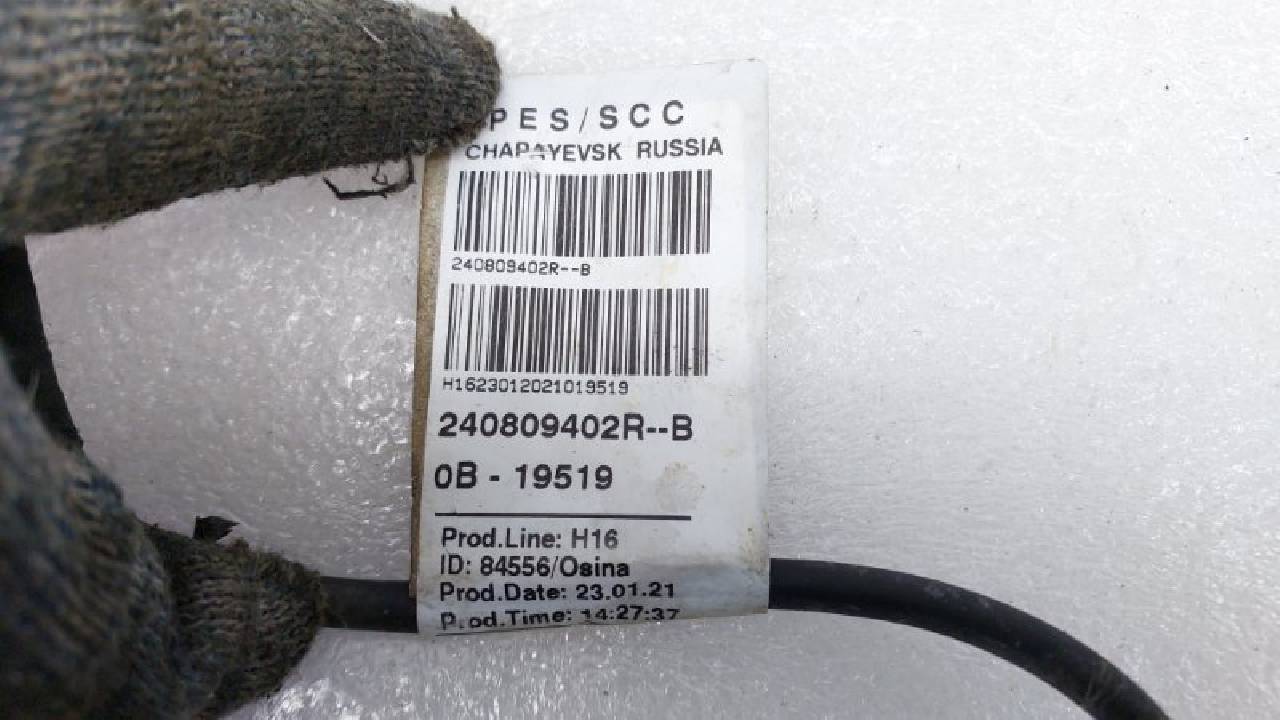 PES/SCC
CHAPAYEVSK RUSSIA
240809402R--B
H1623012021019519
240809402R--B
0B - 19519
Prod.Line: H16
ID: 84556/Osina
Prod.Date: 23.01.21
Prod.Time: 14:27:37